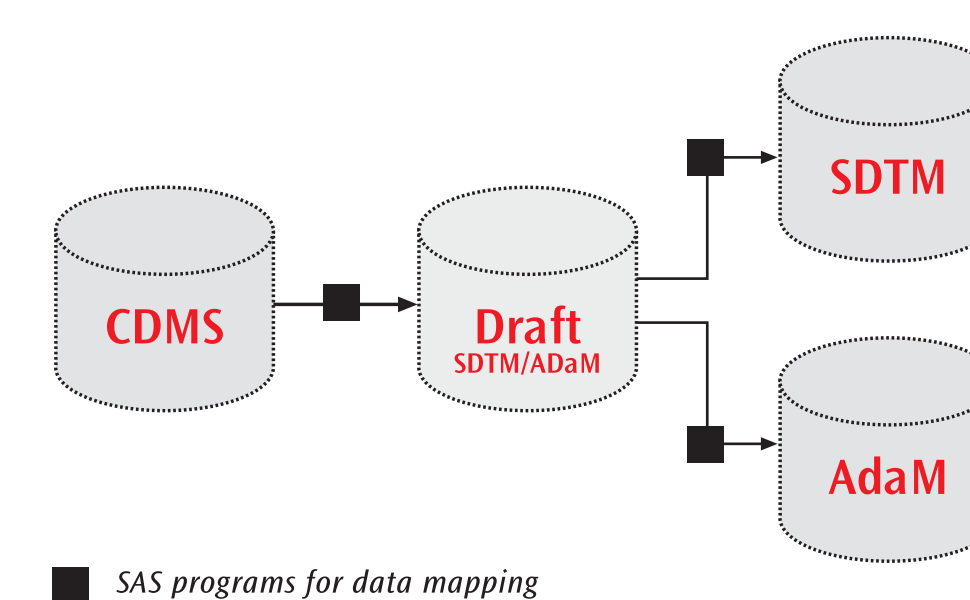 SDTM
CDMS
Draft
SDTM/ADaM
AdaM
SAS programs for data mapping